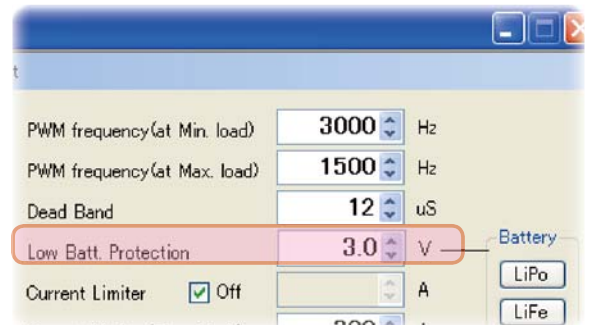 t
PWM frequency(at Min. load) 3000 Hz
PWM frequency(at Max. load) 1500 Hz
Dead Band 12 uS
Low Batt. Protection 3.0 V
Battery
LiPo
Current Limiter Off A
LiFe